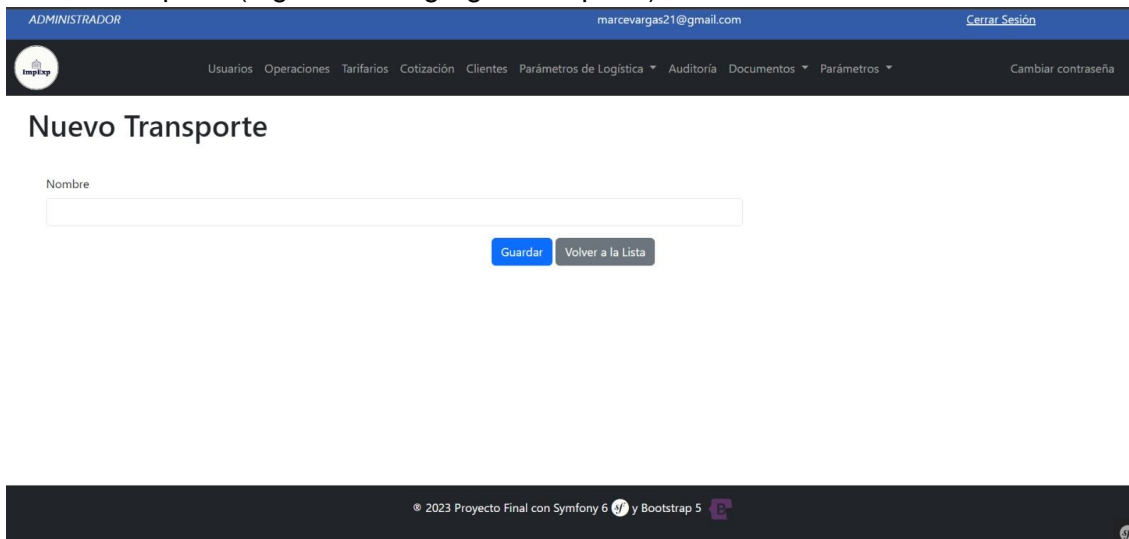 ADMINISTRADOR marcevargas21@gmail.com Cerrar Sesión
ImpExp Usuarios Operaciones Tarifarios Cotización Clientes Parámetros de Logística Auditoría Documentos Parámetros Cambiar contraseña
Nuevo Transporte
Nombre
Guardar Volver a la Lista
® 2023 Proyecto Final con Symfony 6 sf y Bootstrap 5 B